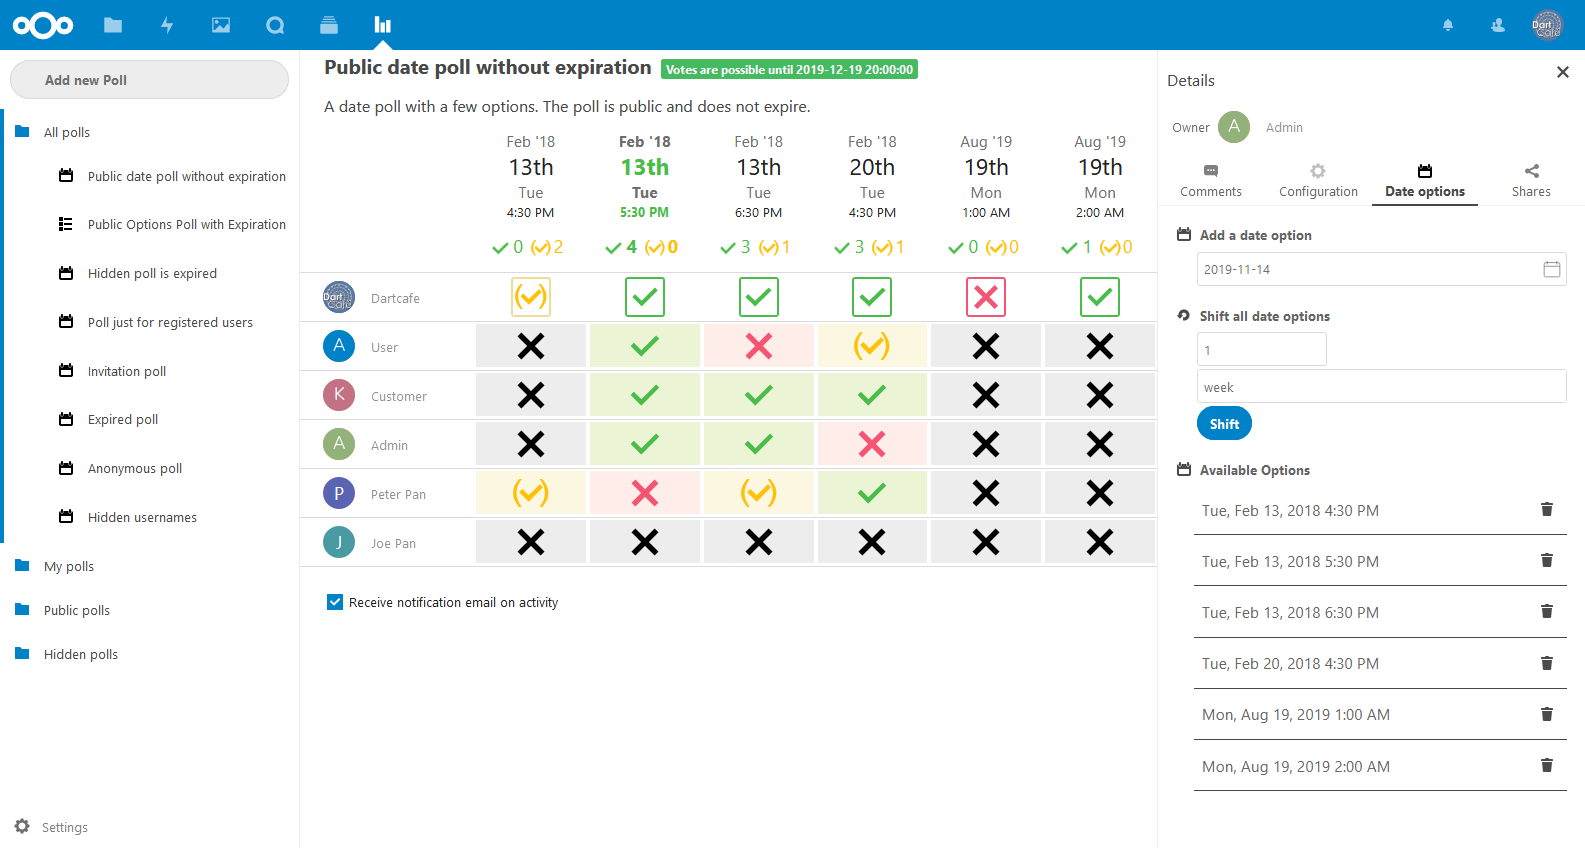 Dart
Cafe
Add new Poll
All polls
Public date poll without expiration
Public Options Poll with Expiration
Hidden poll is expired
Poll just for registered users
Invitation poll
Expired poll
Anonymous poll
Hidden usernames
My polls
Public polls
Hidden polls
Settings
Public date poll without expiration Votes are possible until 2019-12-19 20:00:00
A date poll with a few options. The poll is public and does not expire.
Feb '18 Feb '18 Feb '18 Feb '18 Aug '19 Aug '19
13th 13th 13th 20th 19th 19th
Tue Tue Tue Tue Mon Mon
4:30 PM 5:30 PM 6:30 PM 4:30 PM 1:00 AM 2:00 AM
0 (✓)2 4 (✓)0 3 (✓)1 3 (✓)1 0 (✓)0 1 (✓)0
Dart
Cafe
Dartcafe
A User
K Customer
A Admin
P Peter Pan
J Joe Pan
Receive notification email on activity
Details
Owner A Admin
Comments Configuration Date options Shares
Add a date option
2019-11-14
Shift all date options
1
week
Shift
Available Options
Tue, Feb 13, 2018 4:30 PM
Tue, Feb 13, 2018 5:30 PM
Tue, Feb 13, 2018 6:30 PM
Tue, Feb 20, 2018 4:30 PM
Mon, Aug 19, 2019 1:00 AM
Mon, Aug 19, 2019 2:00 AM